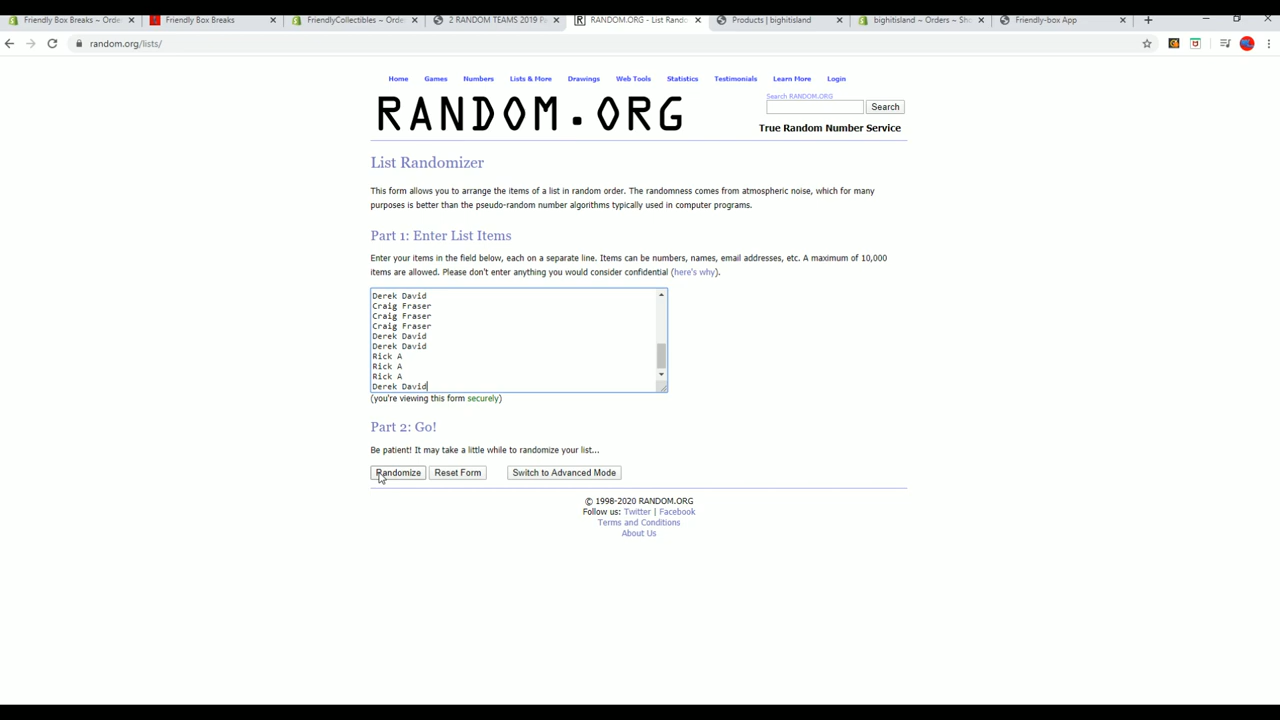 Friendly Box Breaks ~ Orde
Friendly Box Breaks
FriendlyCollectibles ~ Orde
2 RANDOM TEAMS 2019 Pa
RANDOM.ORG - List Rando
Products | bighitisland
bighitisland ~ Orders ~ Sho
Friendly-box App
random.org/lists/
Home Games Numbers Lists & More Drawings Web Tools Statistics Testimonials Learn More Login
RANDOM.ORG
Search RANDOM.ORG
Search
True Random Number Service
List Randomizer
This form allows you to arrange the items of a list in random order. The randomness comes from atmospheric noise, which for many
purposes is better than the pseudo-random number algorithms typically used in computer programs.
Part 1: Enter List Items
Enter your items in the field below, each on a separate line. Items can be numbers, names, email addresses, etc. A maximum of 10,000
items are allowed. Please don't enter anything you would consider confidential (here's why).
Derek David
Craig Fraser
Craig Fraser
Craig Fraser
Derek David
Derek David
Rick A
Rick A
Rick A
Derek David
(you're viewing this form securely)
Part 2: Go!
Be patient! It may take a little while to randomize your list...
Randomize Reset Form Switch to Advanced Mode
© 1998-2020 RANDOM.ORG
Follow us: Twitter | Facebook
Terms and Conditions
About Us